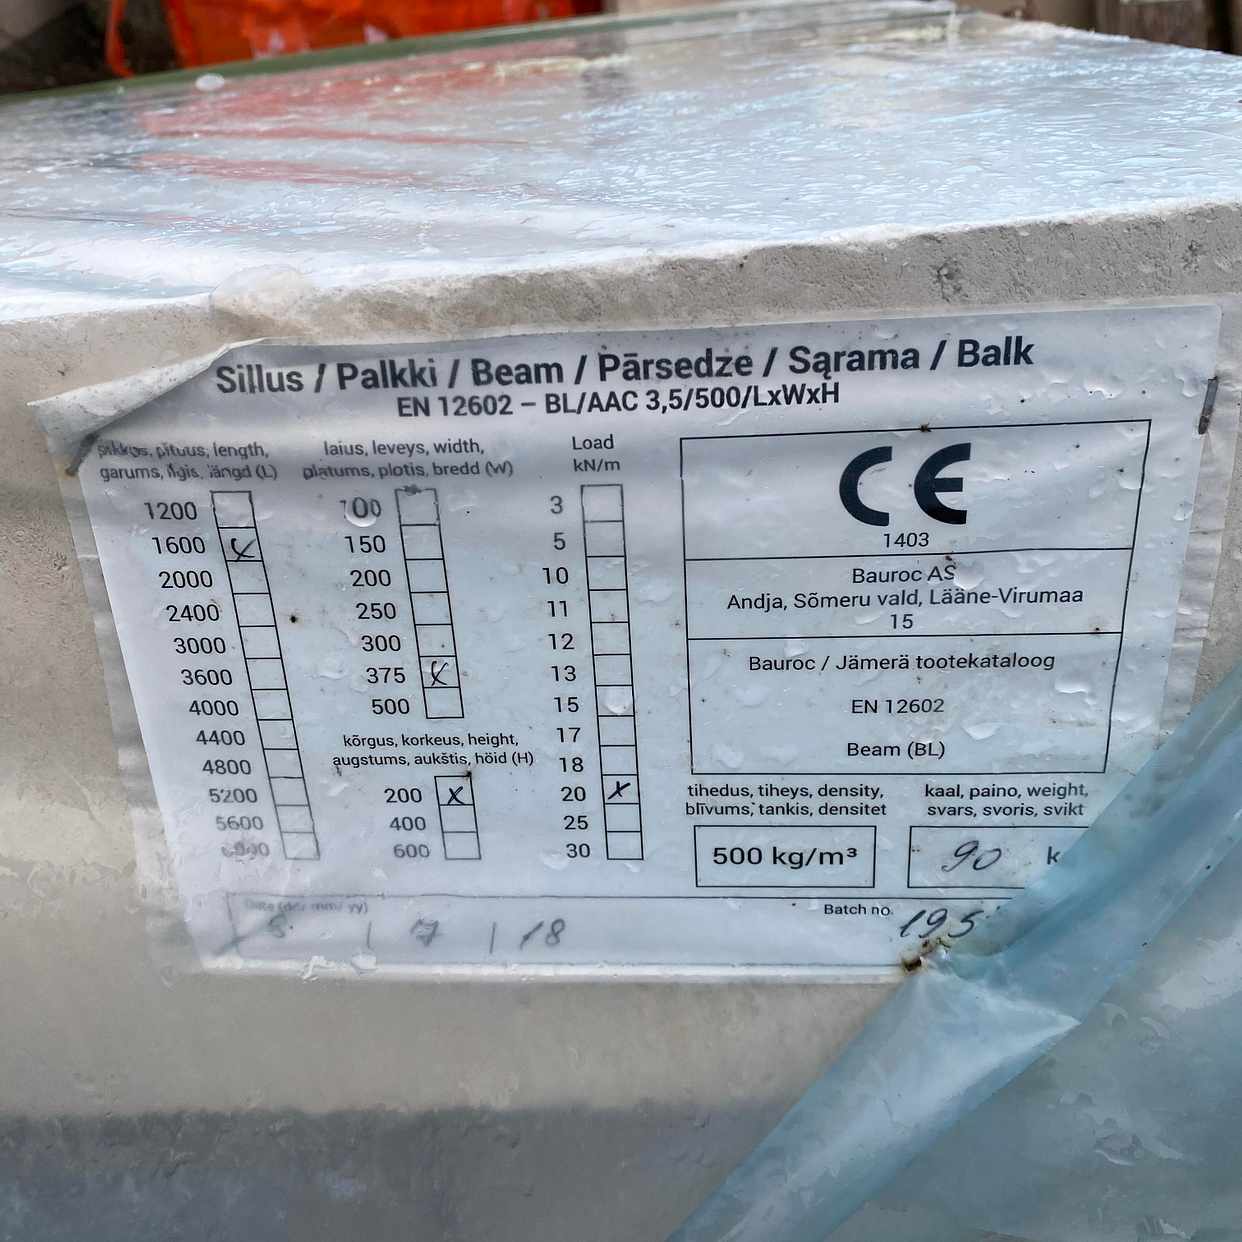 Sillus / Palkki / Beam / Pārsedze / Sąrama / Balk
EN 12602 – BL/AAC 3,5/500/LxWxH
pikkus, pituus, length,
garums, ilgis, längd (L)
1200
1600 x
2000
2400
3000
3600
4000
4400
4800
5200
5600
6000
laius, leveys, width,
platums, plotis, bredd (W)
100
150
200
250
300
375 x
500
kõrgus, korkeus, height,
augstums, aukštis, höid (H)
200 x
400
600
Load
kN/m
3
5
10
11
12
13
15
17
18
20 x
25
30
CE
1403
Bauroc AS
Andja, Sõmeru vald, Lääne-Virumaa
15
Bauroc / Jämerä tootekataloog
EN 12602
Beam (BL)
tihedus, tiheys, density,
blīvums, tankis, densitet
500 kg/m³
kaal, paino, weight,
svars, svoris, svikt
90 k
Date (dd/ mm/ yy)
5 | 7 | 18
Batch no.
195